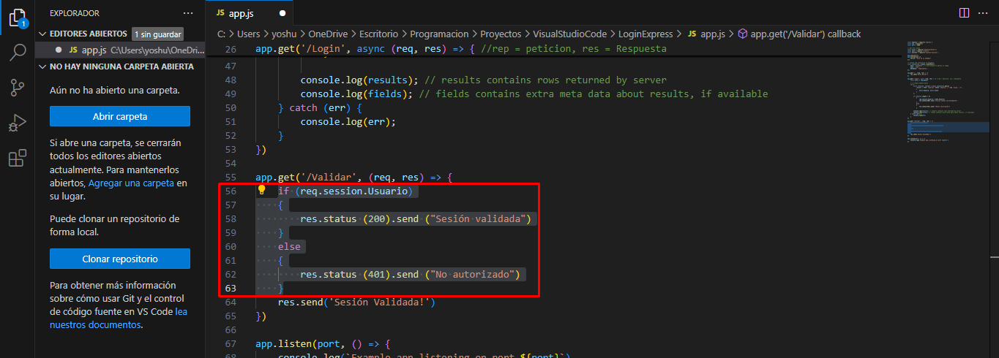 EXPLORADOR
EDITORES ABIERTOS 1 sin guardar
JS app.js C:\Users\yoshu\OneDri...
NO HAY NINGUNA CARPETA ABIERTA
Aún no ha abierto una carpeta.
Abrir carpeta
Si abre una carpeta, se cerrarán
todos los editores abiertos
actualmente. Para mantenerlos
abiertos, Agregar una carpeta en
su lugar.
Puede clonar un repositorio de
forma local.
Clonar repositorio
Para obtener más información
sobre cómo usar Git y el control
de código fuente en VS Code lea
nuestros documentos.
1
JS app.js
C: > Users > yoshu > OneDrive > Escritorio > Programacion > Proyectos > VisualStudioCode > LoginExpress > JS app.js > app.get('/Validar') callback
26 app.get('/Login', async (req, res) => { //rep = peticion, res = Respuesta
47
48 console.log(results); // results contains rows returned by server
49 console.log(fields); // fields contains extra meta data about results, if available
50 } catch (err) {
51 console.log(err);
52 }
53 })
54
55 app.get('/Validar', (req, res) => {
56 if (req.session.Usuario)
57 {
58 res.status (200).send ("Sesión validada")
59 }
60 else
61 {
62 res.status (401).send ("No autorizado")
63 }
64 res.send('Sesión Validada!')
65 })
66
67 app.listen(port, () => {
68 console.log(`Example app listening on port ${port}`)